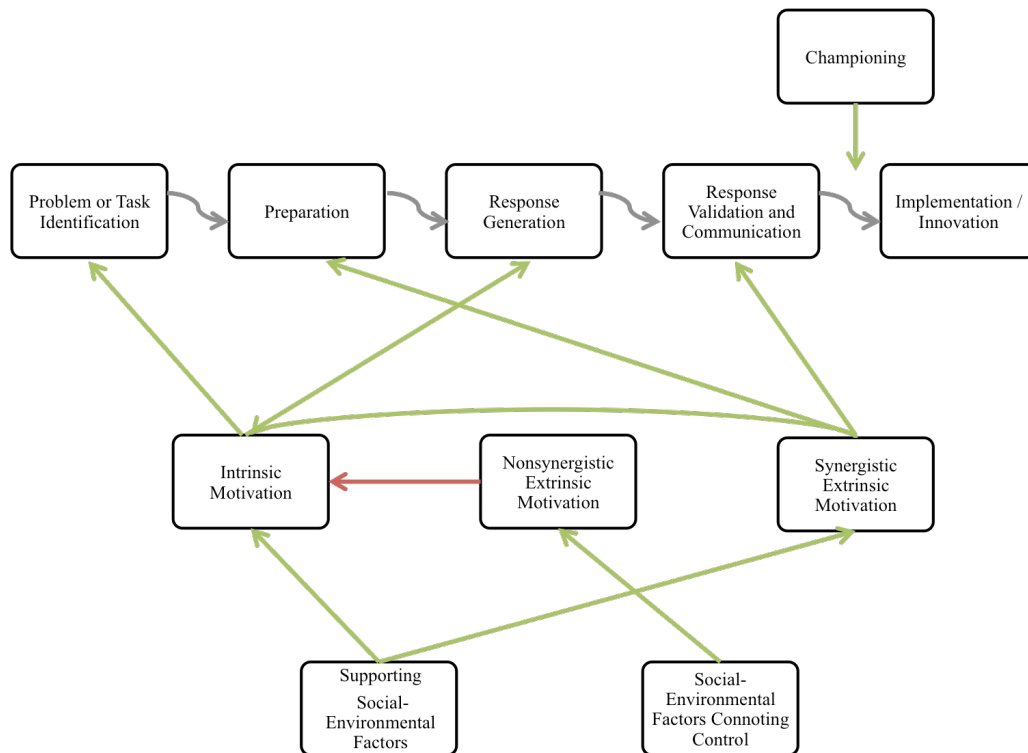 Championing
Problem or Task
Identification
Preparation
Response
Generation
Response
Validation and
Communication
Implementation /
Innovation
Intrinsic
Motivation
Nonsynergistic
Extrinsic
Motivation
Synergistic
Extrinsic
Motivation
Supporting
Social-
Environmental
Factors
Social-
Environmental
Factors Connoting
Control